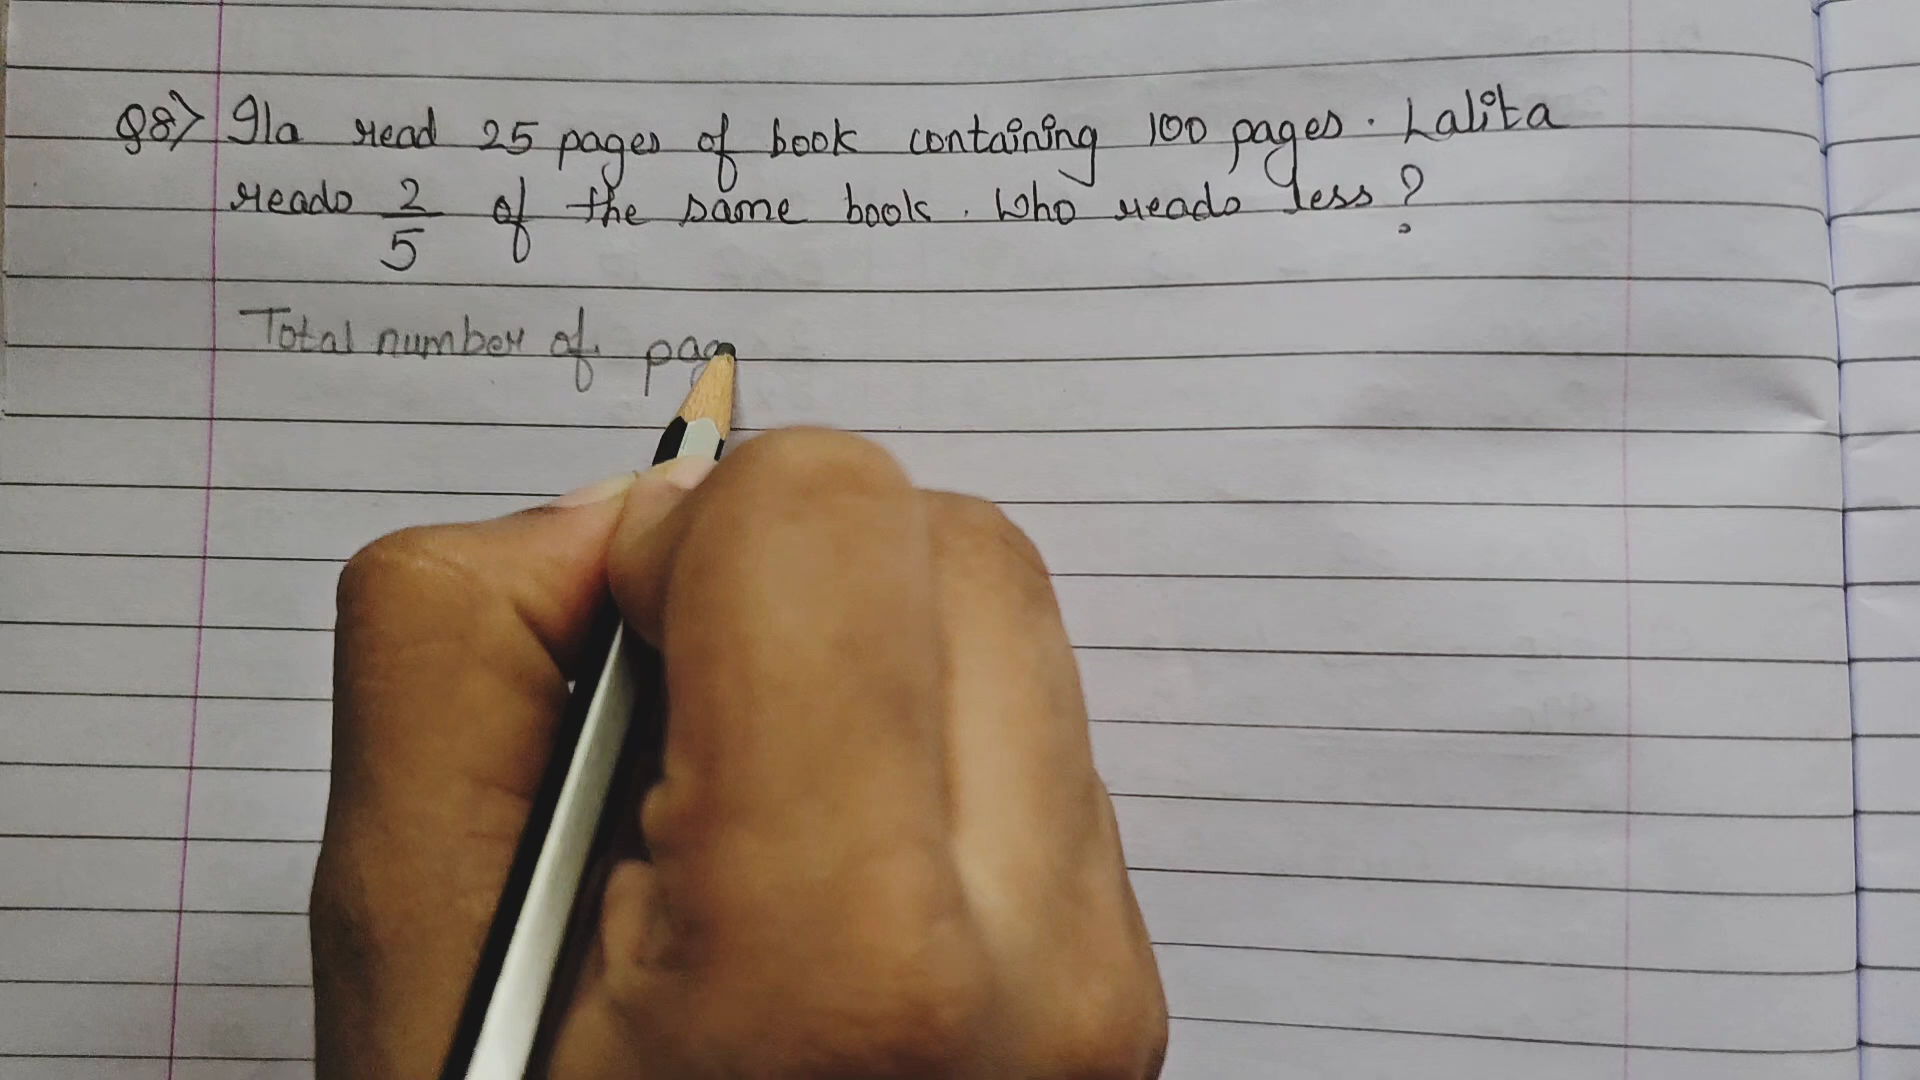 Q8> Ila read 25 pages of book containing 100 pages. Lalita
reads 2/5 of the same book. Who reads less?
Total number of pag